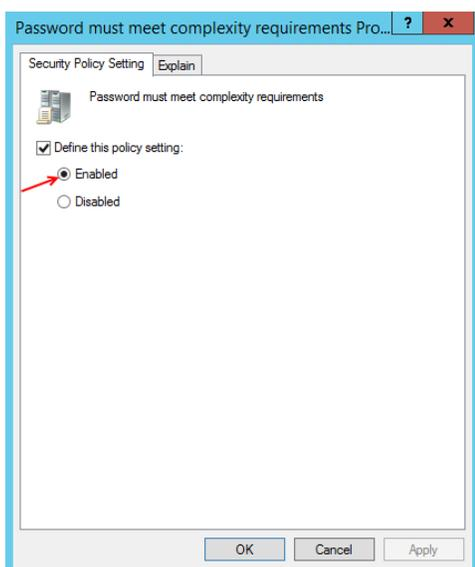 Password must meet complexity requirements Pro...
?
x
Security Policy Setting
Explain
Password must meet complexity requirements
Define this policy setting:
Enabled
Disabled
OK
Cancel
Apply